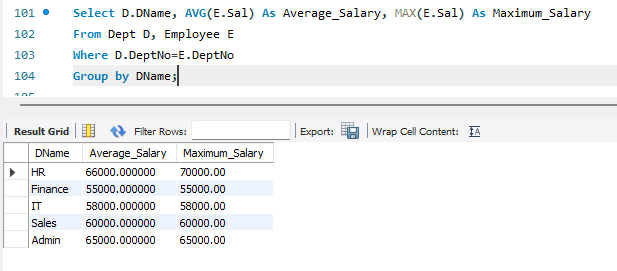 101 Select D.DName, AVG(E.Sal) As Average_Salary, MAX(E.Sal) As Maximum_Salary
102 From Dept D, Employee E
103 Where D.DeptNo=E.DeptNo
104 Group by DName;
Result Grid Filter Rows: Export: Wrap Cell Content: IA
DName Average_Salary Maximum_Salary
HR 66000.000000 70000.00
Finance 55000.000000 55000.00
IT 58000.000000 58000.00
Sales 60000.000000 60000.00
Admin 65000.000000 65000.00